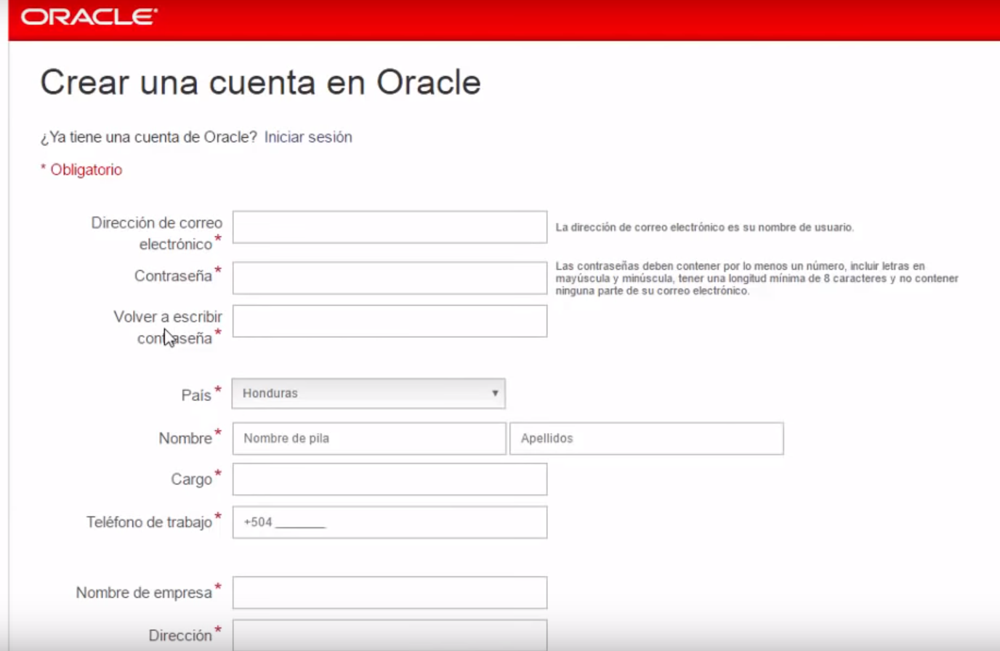 ORACLE
Crear una cuenta en Oracle
¿Ya tiene una cuenta de Oracle? Iniciar sesión
* Obligatorio
Dirección de correo
electrónico*
La dirección de correo electrónico es su nombre de usuario.
Contraseña*
Las contraseñas deben contener por lo menos un número, incluir letras en
mayúscula y minúscula, tener una longitud mínima de 8 caracteres y no contener
ninguna parte de su correo electrónico.
Volver a escribir
contraseña*
País* Honduras
Nombre* Nombre de pila Apellidos
Cargo*
Teléfono de trabajo* +504 ________
Nombre de empresa*
Dirección*